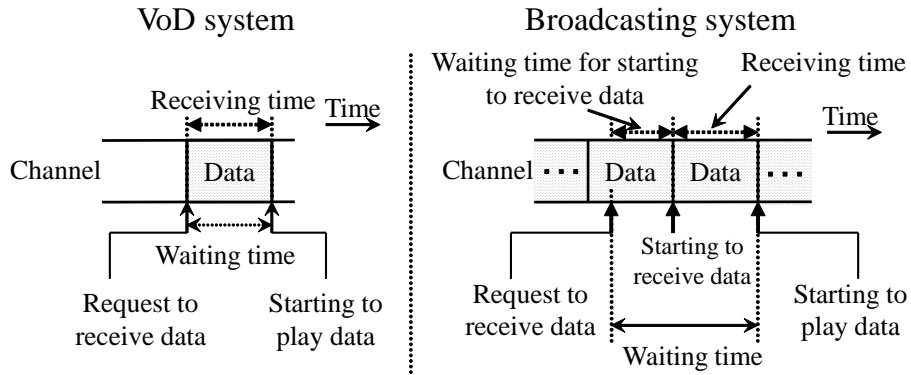 VoD system
Receiving time
Time
Channel
Data
Waiting time
Request to
receive data
Starting to
play data
Broadcasting system
Waiting time for starting
to receive data
Receiving time
Time
Channel
Data
Data
Starting to
receive data
Request to
receive data
Starting to
play data
Waiting time